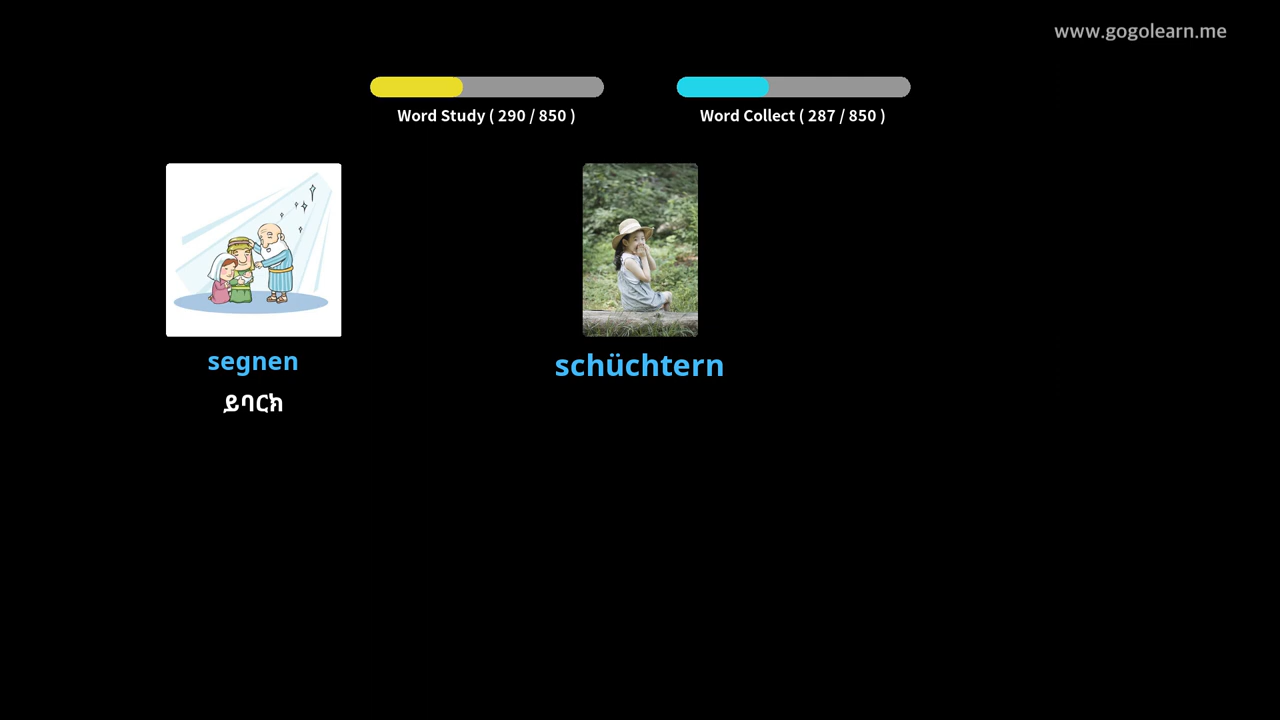 www.gogolearn.me
Word Study ( 290 / 850 )
Word Collect ( 287 / 850 )
segnen
ይባርክ
schüchtern